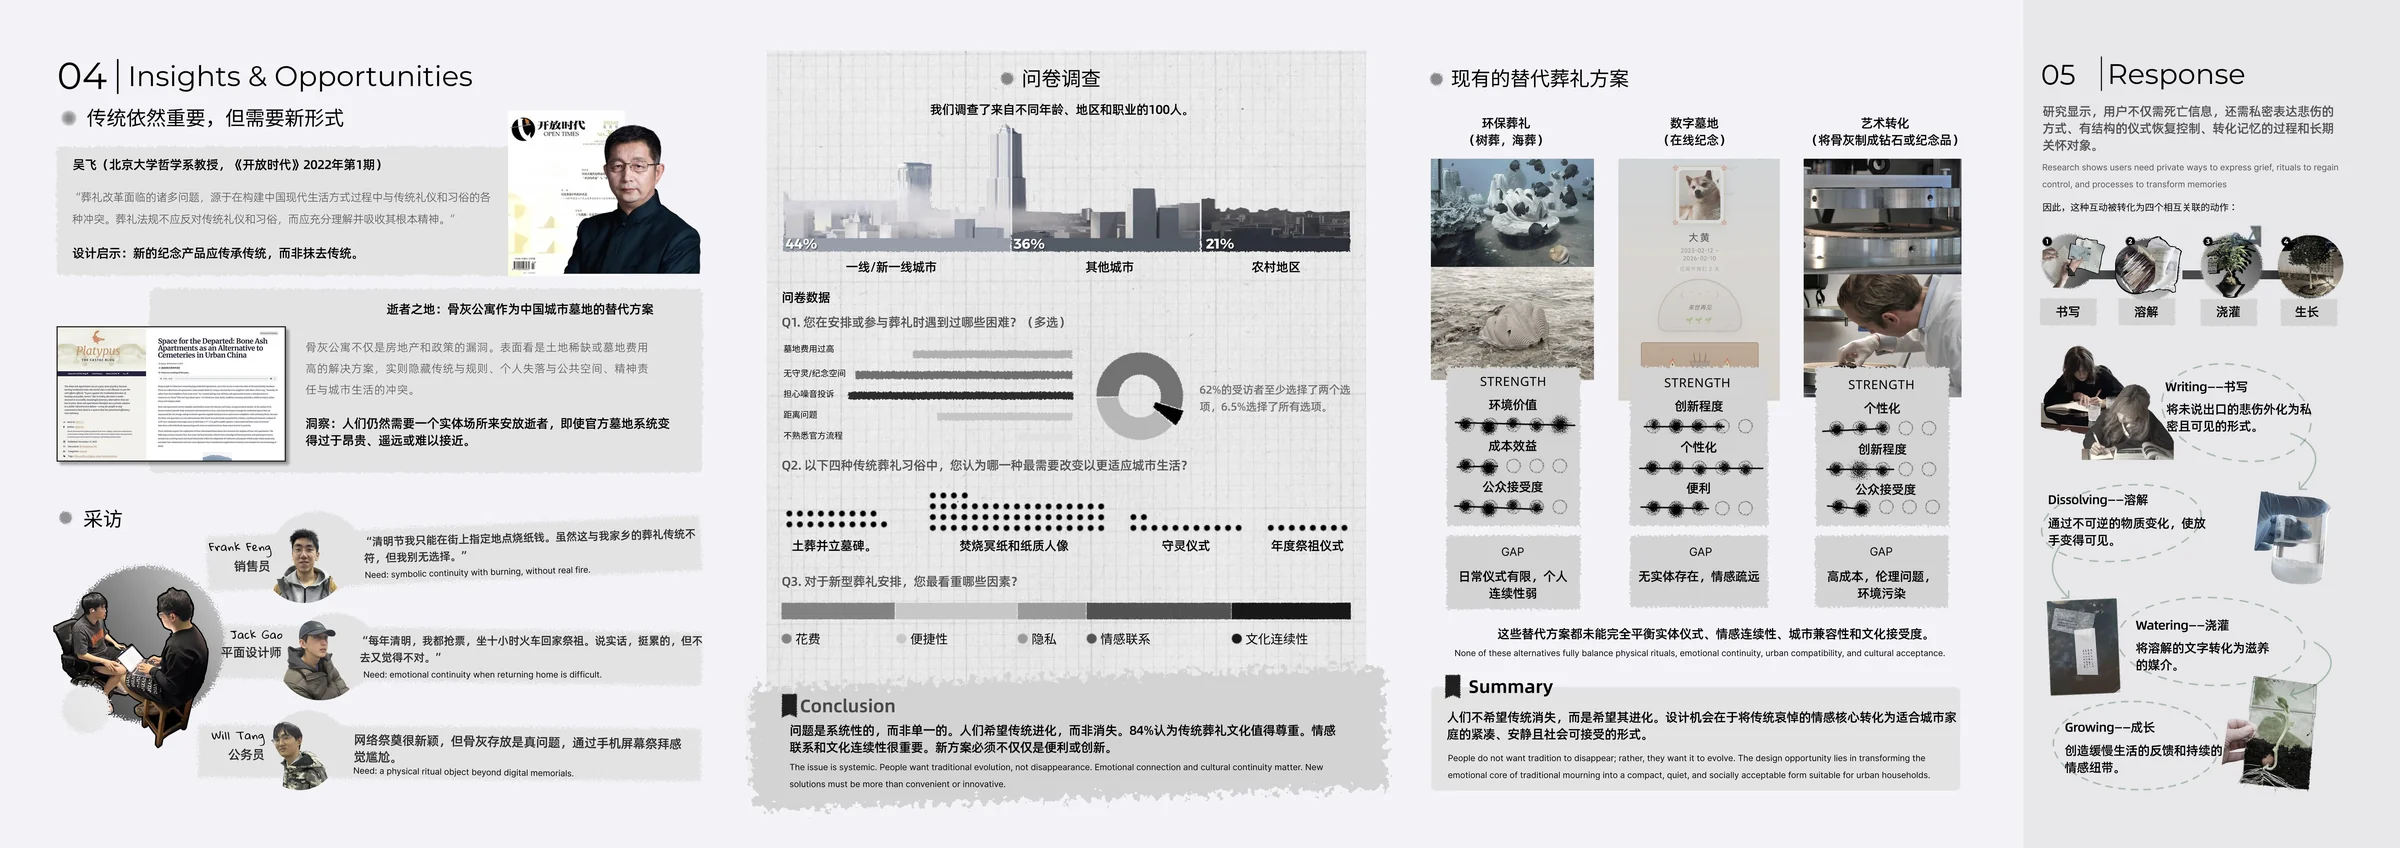 04 | Insights & Opportunities
传统依然重要，但需要新形式
吴飞（北京大学哲学系教授，《开放时代》2022年第1期）
“葬礼改革面临的诸多问题，源于在构建中国现代生活方式过程中与传统礼仪和习俗的各
种冲突。葬礼法规不应反对传统礼仪和习俗，而应充分理解并吸收其根本精神。”
设计启示：新的纪念产品应传承传统，而非抹去传统。
开放时代
OPEN TIMES
逝者之地：骨灰公寓作为中国城市墓地的替代方案
Platypus
Space for the Departed: Bone Ash
Apartments as an Alternative to
Cemeteries in Urban China
骨灰公寓不仅是房地产和政策的漏洞。表面看是土地稀缺或墓地费用
高的解决方案，实则隐藏传统与规则、个人失落与公共空间、精神责
任与城市生活的冲突。
洞察：人们仍然需要一个实体场所来安放逝者，即使官方墓地系统变
得过于昂贵、遥远或难以接近。
采访
Frank Feng
销售员
“清明节我只能在街上指定地点烧纸钱。虽然这与我家乡的葬礼传统不
符，但我别无选择。”
Need: symbolic continuity with burning, without real fire.
Jack Gao
平面设计师
“每年清明，我都抢票，坐十小时火车回家祭祖。说实话，挺累的，但不
去又觉得不对。”
Need: emotional continuity when returning home is difficult.
Will Tang
公务员
网络祭奠很新颖，但骨灰存放是真问题，通过手机屏幕祭拜感
觉尴尬。
Need: a physical ritual object beyond digital memorials.
问卷调查
我们调查了来自不同年龄、地区和职业的100人。
44%
36%
21%
一线/新一线城市
其他城市
农村地区
问卷数据
Q1. 您在安排或参与葬礼时遇到过哪些困难？（多选）
墓地费用过高
无守灵/纪念空间
担心噪音投诉
距离问题
不熟悉官方流程
62%的受访者至少选择了两个选
项，6.5%选择了所有选项。
Q2. 以下四种传统葬礼习俗中，您认为哪一种最需要改变以更适应城市生活？
土葬并立墓碑。
焚烧冥纸和纸质人像
守灵仪式
年度祭祖仪式
Q3. 对于新型葬礼安排，您最看重哪些因素？
花费
便捷性
隐私
情感联系
文化连续性
Conclusion
问题是系统性的，而非单一的。人们希望传统进化，而非消失。84%认为传统葬礼文化值得尊重。情感
联系和文化连续性很重要。新方案必须不仅仅是便利或创新。
The issue is systemic. People want traditional evolution, not disappearance. Emotional connection and cultural continuity matter. New
solutions must be more than convenient or innovative.
现有的替代葬礼方案
环保葬礼
（树葬，海葬）
数字墓地
（在线纪念）
艺术转化
（将骨灰制成钻石或纪念品）
大黄
STRENGTH
环境价值
成本效益
公众接受度
STRENGTH
创新程度
个性化
便利
STRENGTH
个性化
创新程度
公众接受度
GAP
日常仪式有限，个人
连续性弱
GAP
无实体存在，情感疏远
GAP
高成本，伦理问题，
环境污染
这些替代方案都未能完全平衡实体仪式、情感连续性、城市兼容性和文化接受度。
None of these alternatives fully balance physical rituals, emotional continuity, urban compatibility, and cultural acceptance.
Summary
人们不希望传统消失，而是希望其进化。设计机会在于将传统哀悼的情感核心转化为适合城市家
庭的紧凑、安静且社会可接受的形式。
People do not want tradition to disappear; rather, they want it to evolve. The design opportunity lies in transforming the
emotional core of traditional mourning into a compact, quiet, and socially acceptable form suitable for urban households.
05 | Response
研究显示，用户不仅需死亡信息，还需私密表达悲伤的
方式、有结构的仪式恢复控制、转化记忆的过程和长期
关怀对象。
Research shows users need private ways to express grief, rituals to regain
control, and processes to transform memories
因此，这种互动被转化为四个相互关联的动作：
1
2
3
4
书写
溶解
浇灌
生长
Writing——书写
将未说出口的悲伤外化为私
密且可见的形式。
Dissolving——溶解
通过不可逆的物质变化，使放
手变得可见。
Watering——浇灌
将溶解的文字转化为滋养
的媒介。
Growing——成长
创造缓慢生活的反馈和持续的
情感纽带。